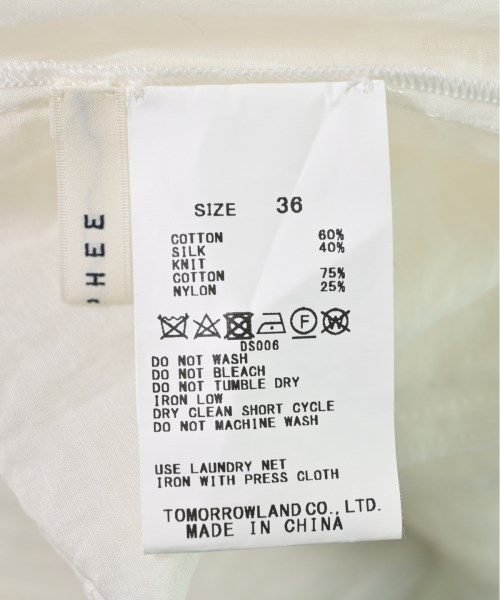 PHEE
SIZE 36
COTTON 60%
SILK 40%
KNIT
COTTON 75%
NYLON 25%
F W
DS006
DO NOT WASH
DO NOT BLEACH
DO NOT TUMBLE DRY
IRON LOW
DRY CLEAN SHORT CYCLE
DO NOT MACHINE WASH
USE LAUNDRY NET
IRON WITH PRESS CLOTH
TOMORROWLAND CO., LTD.
MADE IN CHINA